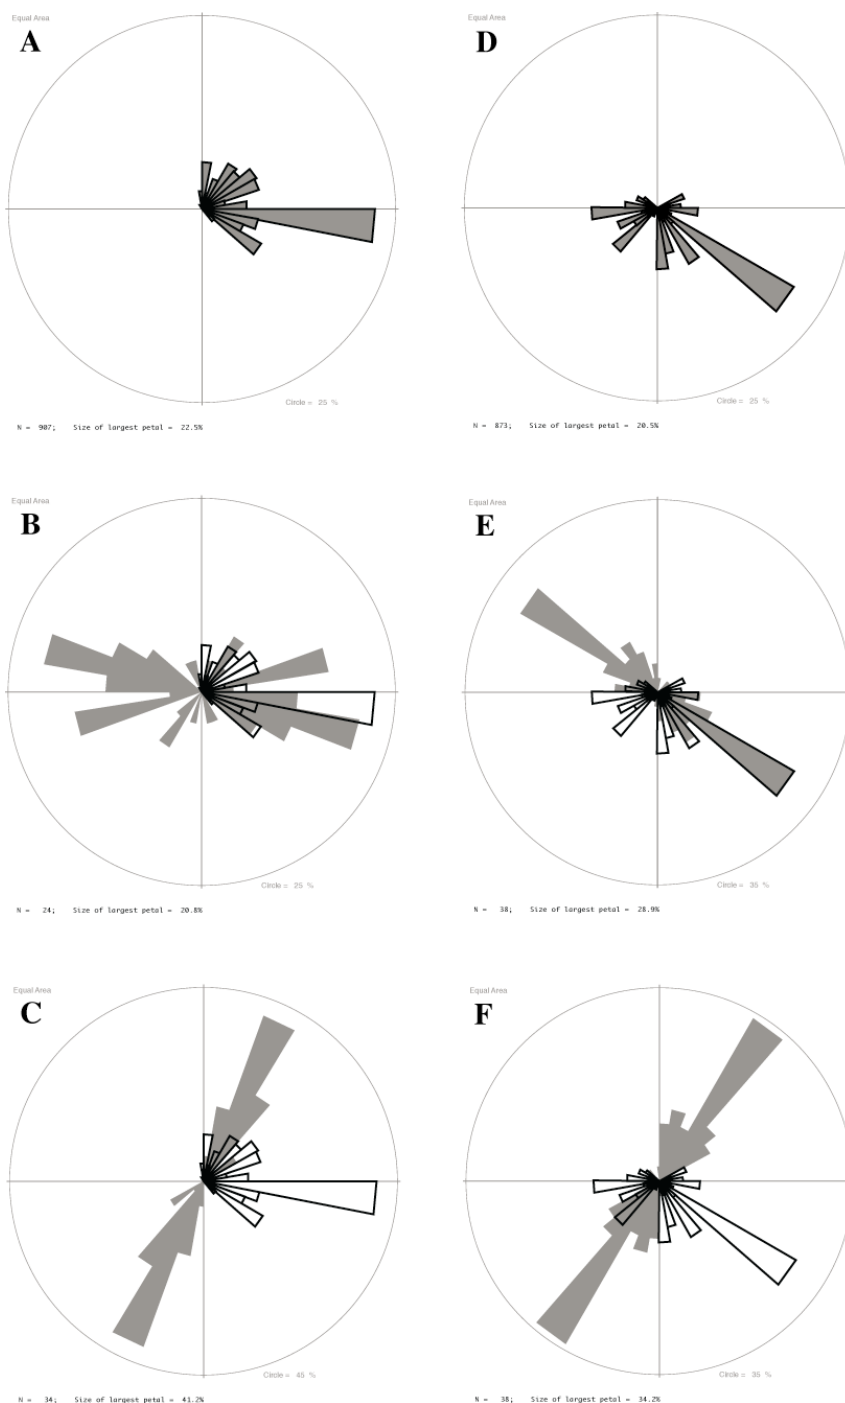 Equal Area
A
Circle = 25 %
N = 907; Size of largest petal = 22.5%
Equal Area
D
Circle = 25 %
N = 873; Size of largest petal = 20.5%
Equal Area
B
Circle = 25 %
N = 24; Size of largest petal = 20.8%
Equal Area
E
Circle = 35 %
N = 38; Size of largest petal = 28.9%
Equal Area
C
Circle = 45 %
N = 34; Size of largest petal = 41.2%
Equal Area
F
Circle = 35 %
N = 38; Size of largest petal = 34.2%